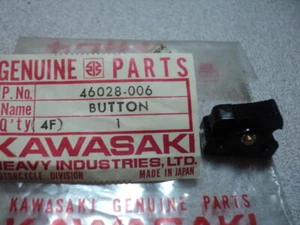 GENUINE PARTS
P. No. 46028-006
Name BUTTON
Q'ty (4F) 1
KAWASAKI
HEAVY INDUSTRIES, LTD.
MOTORCYCLE DIVISION MADE IN JAPAN
KAWASAKI GENUINE PARTS
KAWASAKI